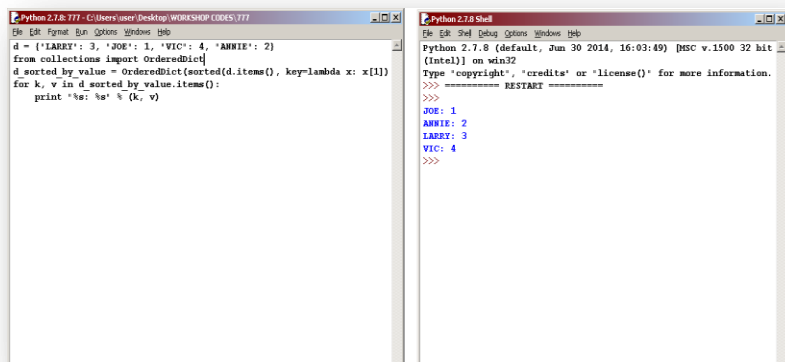 Python 2.7.8: 777 - C:\Users\user\Desktop\WORKSHOP CODES\777
File Edit Format Run Options Windows Help
d = {'LARRY': 3, 'JOE': 1, 'VIC': 4, 'ANNIE': 2}
from collections import OrderedDict
d_sorted_by_value = OrderedDict(sorted(d.items(), key=lambda x: x[1])
for k, v in d_sorted_by_value.items():
    print "%s: %s" % (k, v)
Python 2.7.8 Shell
File Edit Shell Debug Options Windows Help
Python 2.7.8 (default, Jun 30 2014, 16:03:49) [MSC v.1500 32 bit
(Intel)] on win32
Type "copyright", "credits" or "license()" for more information.
>>> ========== RESTART ==========
>>>
JOE: 1
ANNIE: 2
LARRY: 3
VIC: 4
>>>